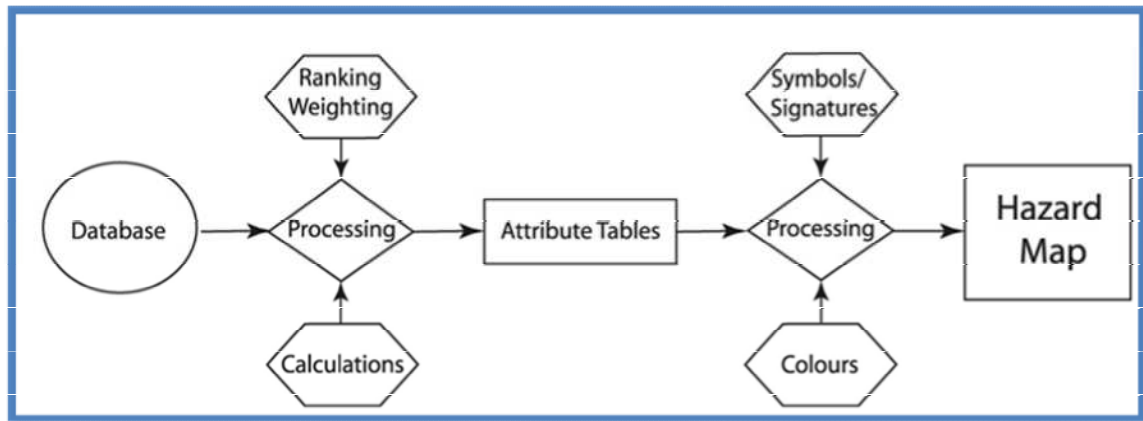 Ranking
Weighting
Symbols/
Signatures
Database
Processing
Attribute Tables
Processing
Hazard
Map
Calculations
Colours